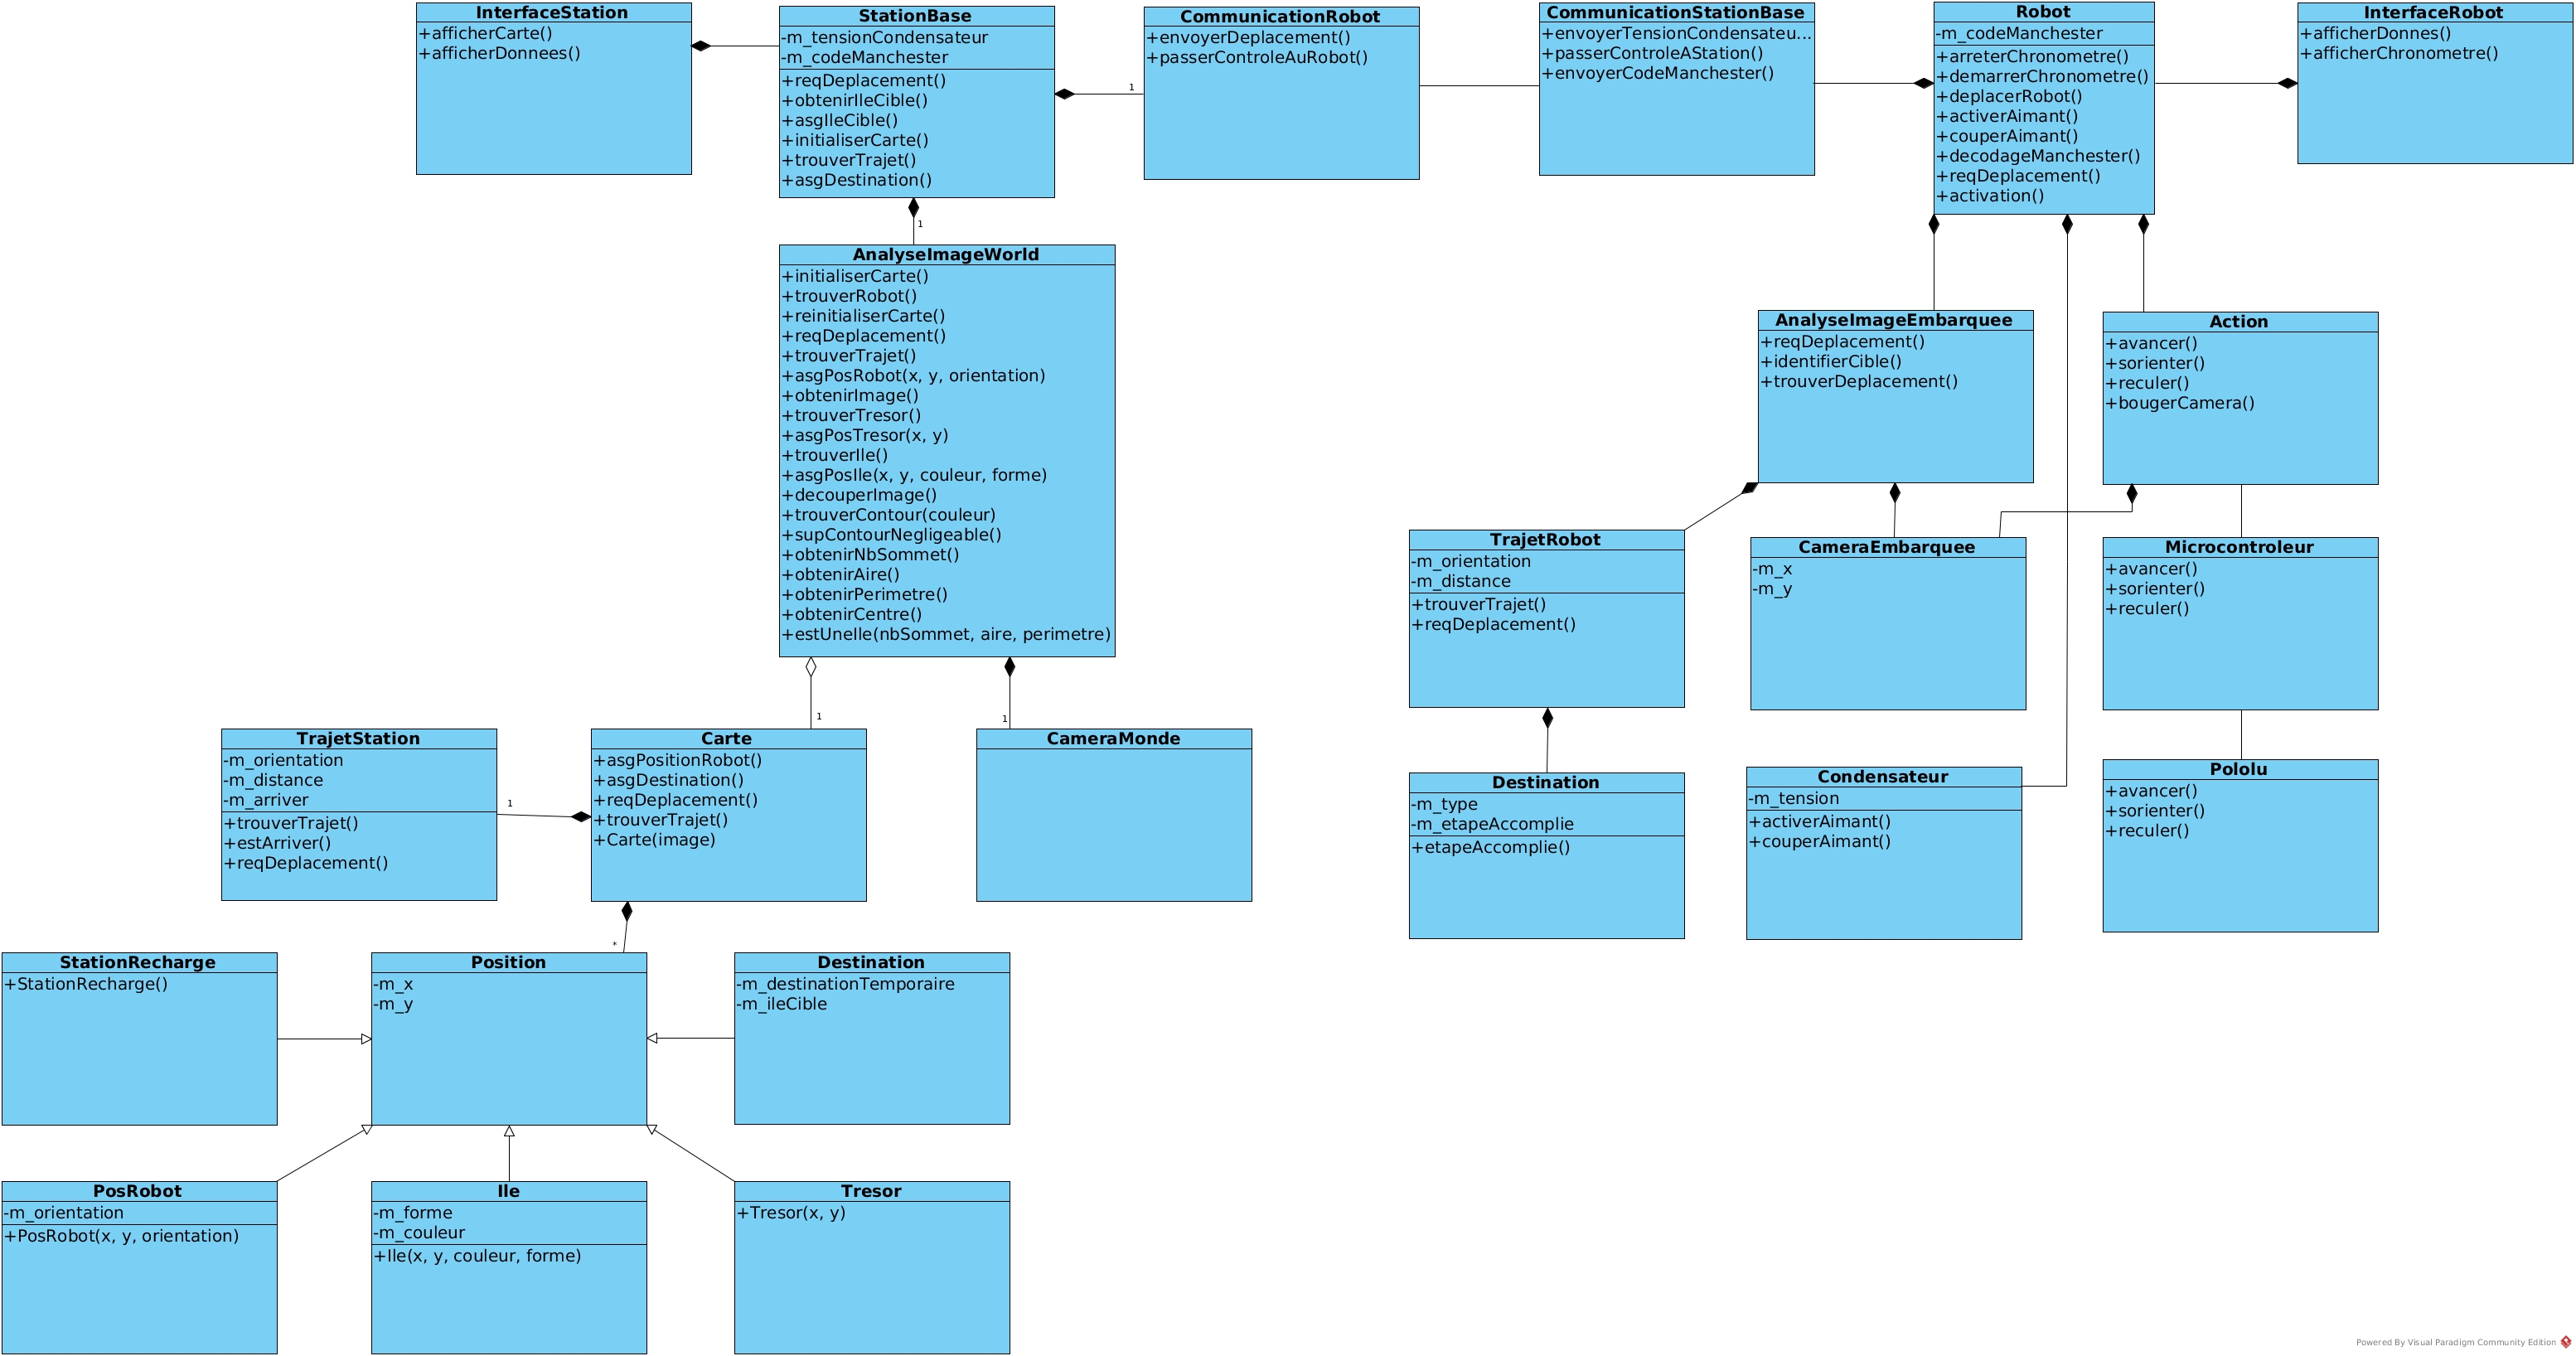 InterfaceStation
+afficherCarte()
+afficherDonnees()
StationBase
-m_tensionCondensateur
-m_codeManchester
+reqDeplacement()
+obtenirIleCible()
+asgIleCible()
+initialiserCarte()
+trouverTrajet()
+asgDestination()
CommunicationRobot
+envoyerDeplacement()
+passerControleAuRobot()
1
CommunicationStationBase
+envoyerTensionCondensateu...
+passerControleAStation()
+envoyerCodeManchester()
Robot
-m_codeManchester
+arreterChronometre()
+demarrerChronometre()
+deplacerRobot()
+activerAimant()
+couperAimant()
+decodageManchester()
+reqDeplacement()
+activation()
InterfaceRobot
+afficherDonnes()
+afficherChronometre()
1
AnalyseImageWorld
+initialiserCarte()
+trouverRobot()
+reinitialiserCarte()
+reqDeplacement()
+trouverTrajet()
+asgPosRobot(x, y, orientation)
+obtenirImage()
+trouverTresor()
+asgPosTresor(x, y)
+trouverIle()
+asgPosIle(x, y, couleur, forme)
+decouperImage()
+trouverContour(couleur)
+supContourNegligeable()
+obtenirNbSommet()
+obtenirAire()
+obtenirPerimetre()
+obtenirCentre()
+estUneIle(nbSommet, aire, perimetre)
AnalyseImageEmbarquee
+reqDeplacement()
+identifierCible()
+trouverDeplacement()
Action
+avancer()
+sorienter()
+reculer()
+bougerCamera()
TrajetRobot
-m_orientation
-m_distance
+trouverTrajet()
+reqDeplacement()
CameraEmbarquee
-m_x
-m_y
Microcontroleur
+avancer()
+sorienter()
+reculer()
1
1
TrajetStation
-m_orientation
-m_distance
-m_arriver
+trouverTrajet()
+estArriver()
+reqDeplacement()
1
Carte
+asgPositionRobot()
+asgDestination()
+reqDeplacement()
+trouverTrajet()
+Carte(image)
CameraMonde
Destination
-m_type
-m_etapeAccomplie
+etapeAccomplie()
Condensateur
-m_tension
+activerAimant()
+couperAimant()
Pololu
+avancer()
+sorienter()
+reculer()
*
StationRecharge
+StationRecharge()
Position
-m_x
-m_y
Destination
-m_destinationTemporaire
-m_ileCible
PosRobot
-m_orientation
+PosRobot(x, y, orientation)
Ile
-m_forme
-m_couleur
+Ile(x, y, couleur, forme)
Tresor
+Tresor(x, y)
Powered By Visual Paradigm Community Edition